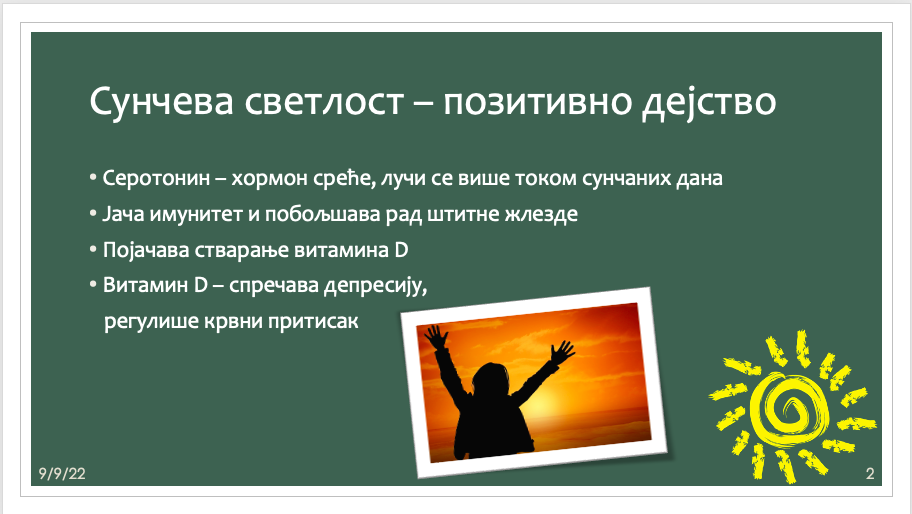 Сунчева светлост – позитивно дејство
• Серотонин – хормон среће, лучи се више током сунчаних дана
• Јача имунитет и побољшава рад штитне жлезде
• Појачава стварање витамина D
• Витамин D – спречава депресију,
регулише крвни притисак
9/9/22
2